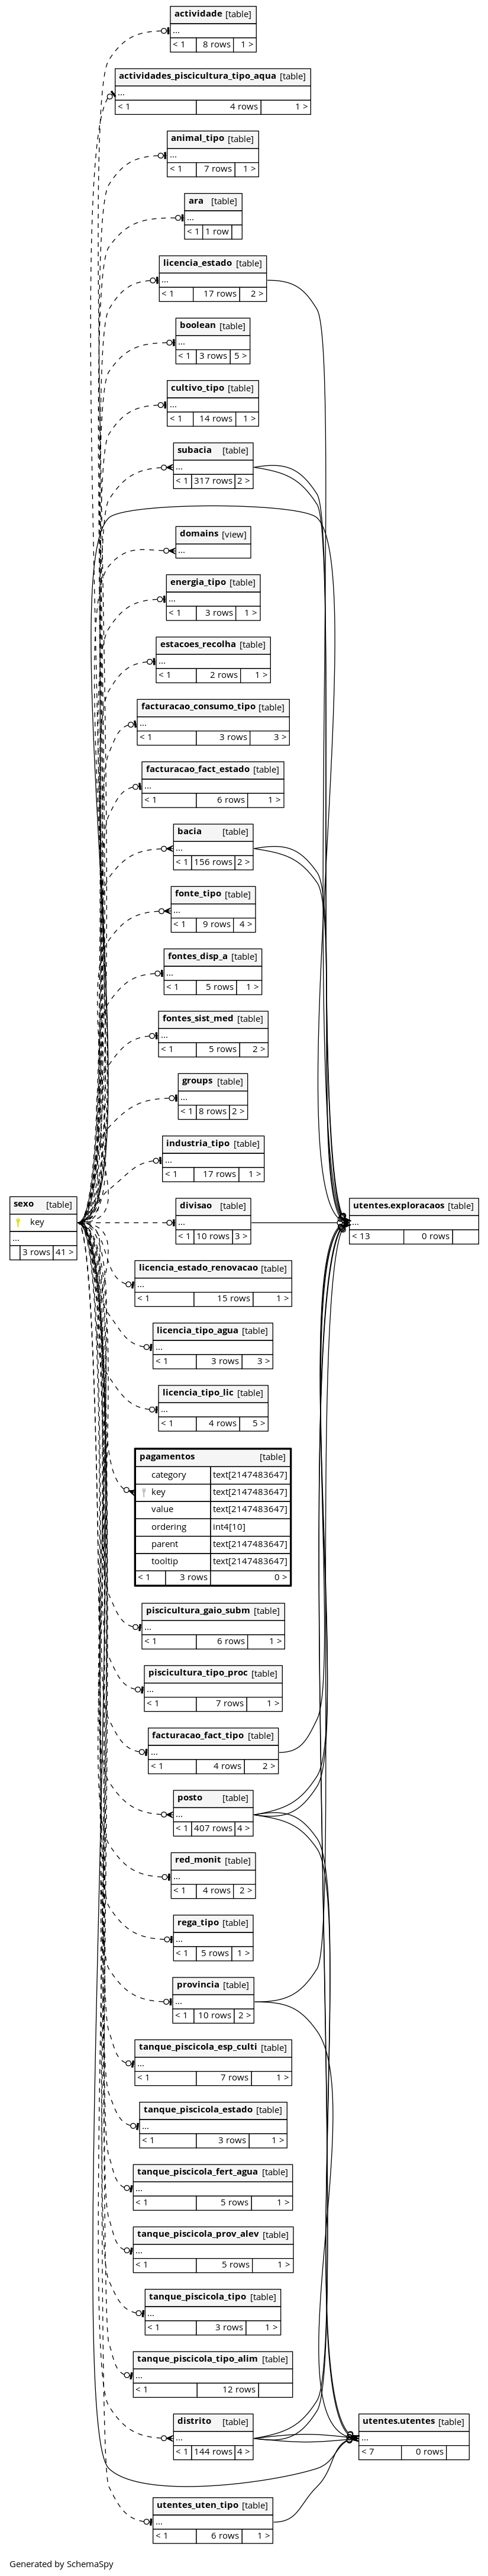 actividade [table]
...
< 1 8 rows 1 >
actividades_piscicultura_tipo_aqua [table]
...
< 1 4 rows 1 >
animal_tipo [table]
...
< 1 7 rows 1 >
ara [table]
...
< 1 1 row
licencia_estado [table]
...
< 1 17 rows 2 >
boolean [table]
...
< 1 3 rows 5 >
cultivo_tipo [table]
...
< 1 14 rows 1 >
subacia [table]
...
< 1 317 rows 2 >
domains [view]
...
energia_tipo [table]
...
< 1 3 rows 1 >
estacoes_recolha [table]
...
< 1 2 rows 1 >
facturacao_consumo_tipo [table]
...
< 1 3 rows 3 >
facturacao_fact_estado [table]
...
< 1 6 rows 1 >
bacia [table]
...
< 1 156 rows 2 >
fonte_tipo [table]
...
< 1 9 rows 4 >
fontes_disp_a [table]
...
< 1 5 rows 1 >
fontes_sist_med [table]
...
< 1 5 rows 2 >
groups [table]
...
< 1 8 rows 2 >
industria_tipo [table]
...
< 1 17 rows 1 >
sexo [table]
key
...
3 rows 41 >
divisao [table]
...
< 1 10 rows 3 >
utentes.exploracaos [table]
...
< 13 0 rows
licencia_estado_renovacao [table]
...
< 1 15 rows 1 >
licencia_tipo_agua [table]
...
< 1 3 rows 3 >
licencia_tipo_lic [table]
...
< 1 4 rows 5 >
pagamentos [table]
category text[2147483647]
key text[2147483647]
value text[2147483647]
ordering int4[10]
parent text[2147483647]
tooltip text[2147483647]
< 1 3 rows 0 >
piscicultura_gaio_subm [table]
...
< 1 6 rows 1 >
piscicultura_tipo_proc [table]
...
< 1 7 rows 1 >
facturacao_fact_tipo [table]
...
< 1 4 rows 2 >
posto [table]
...
< 1 407 rows 4 >
red_monit [table]
...
< 1 4 rows 2 >
rega_tipo [table]
...
< 1 5 rows 1 >
provincia [table]
...
< 1 10 rows 2 >
tanque_piscicola_esp_culti [table]
...
< 1 7 rows 1 >
tanque_piscicola_estado [table]
...
< 1 3 rows 1 >
tanque_piscicola_fert_agua [table]
...
< 1 5 rows 1 >
tanque_piscicola_prov_alev [table]
...
< 1 5 rows 1 >
tanque_piscicola_tipo [table]
...
< 1 3 rows 1 >
tanque_piscicola_tipo_alim [table]
...
< 1 12 rows
distrito [table]
...
< 1 144 rows 4 >
utentes.utentes [table]
...
< 7 0 rows
utentes_uten_tipo [table]
...
< 1 6 rows 1 >
Generated by SchemaSpy